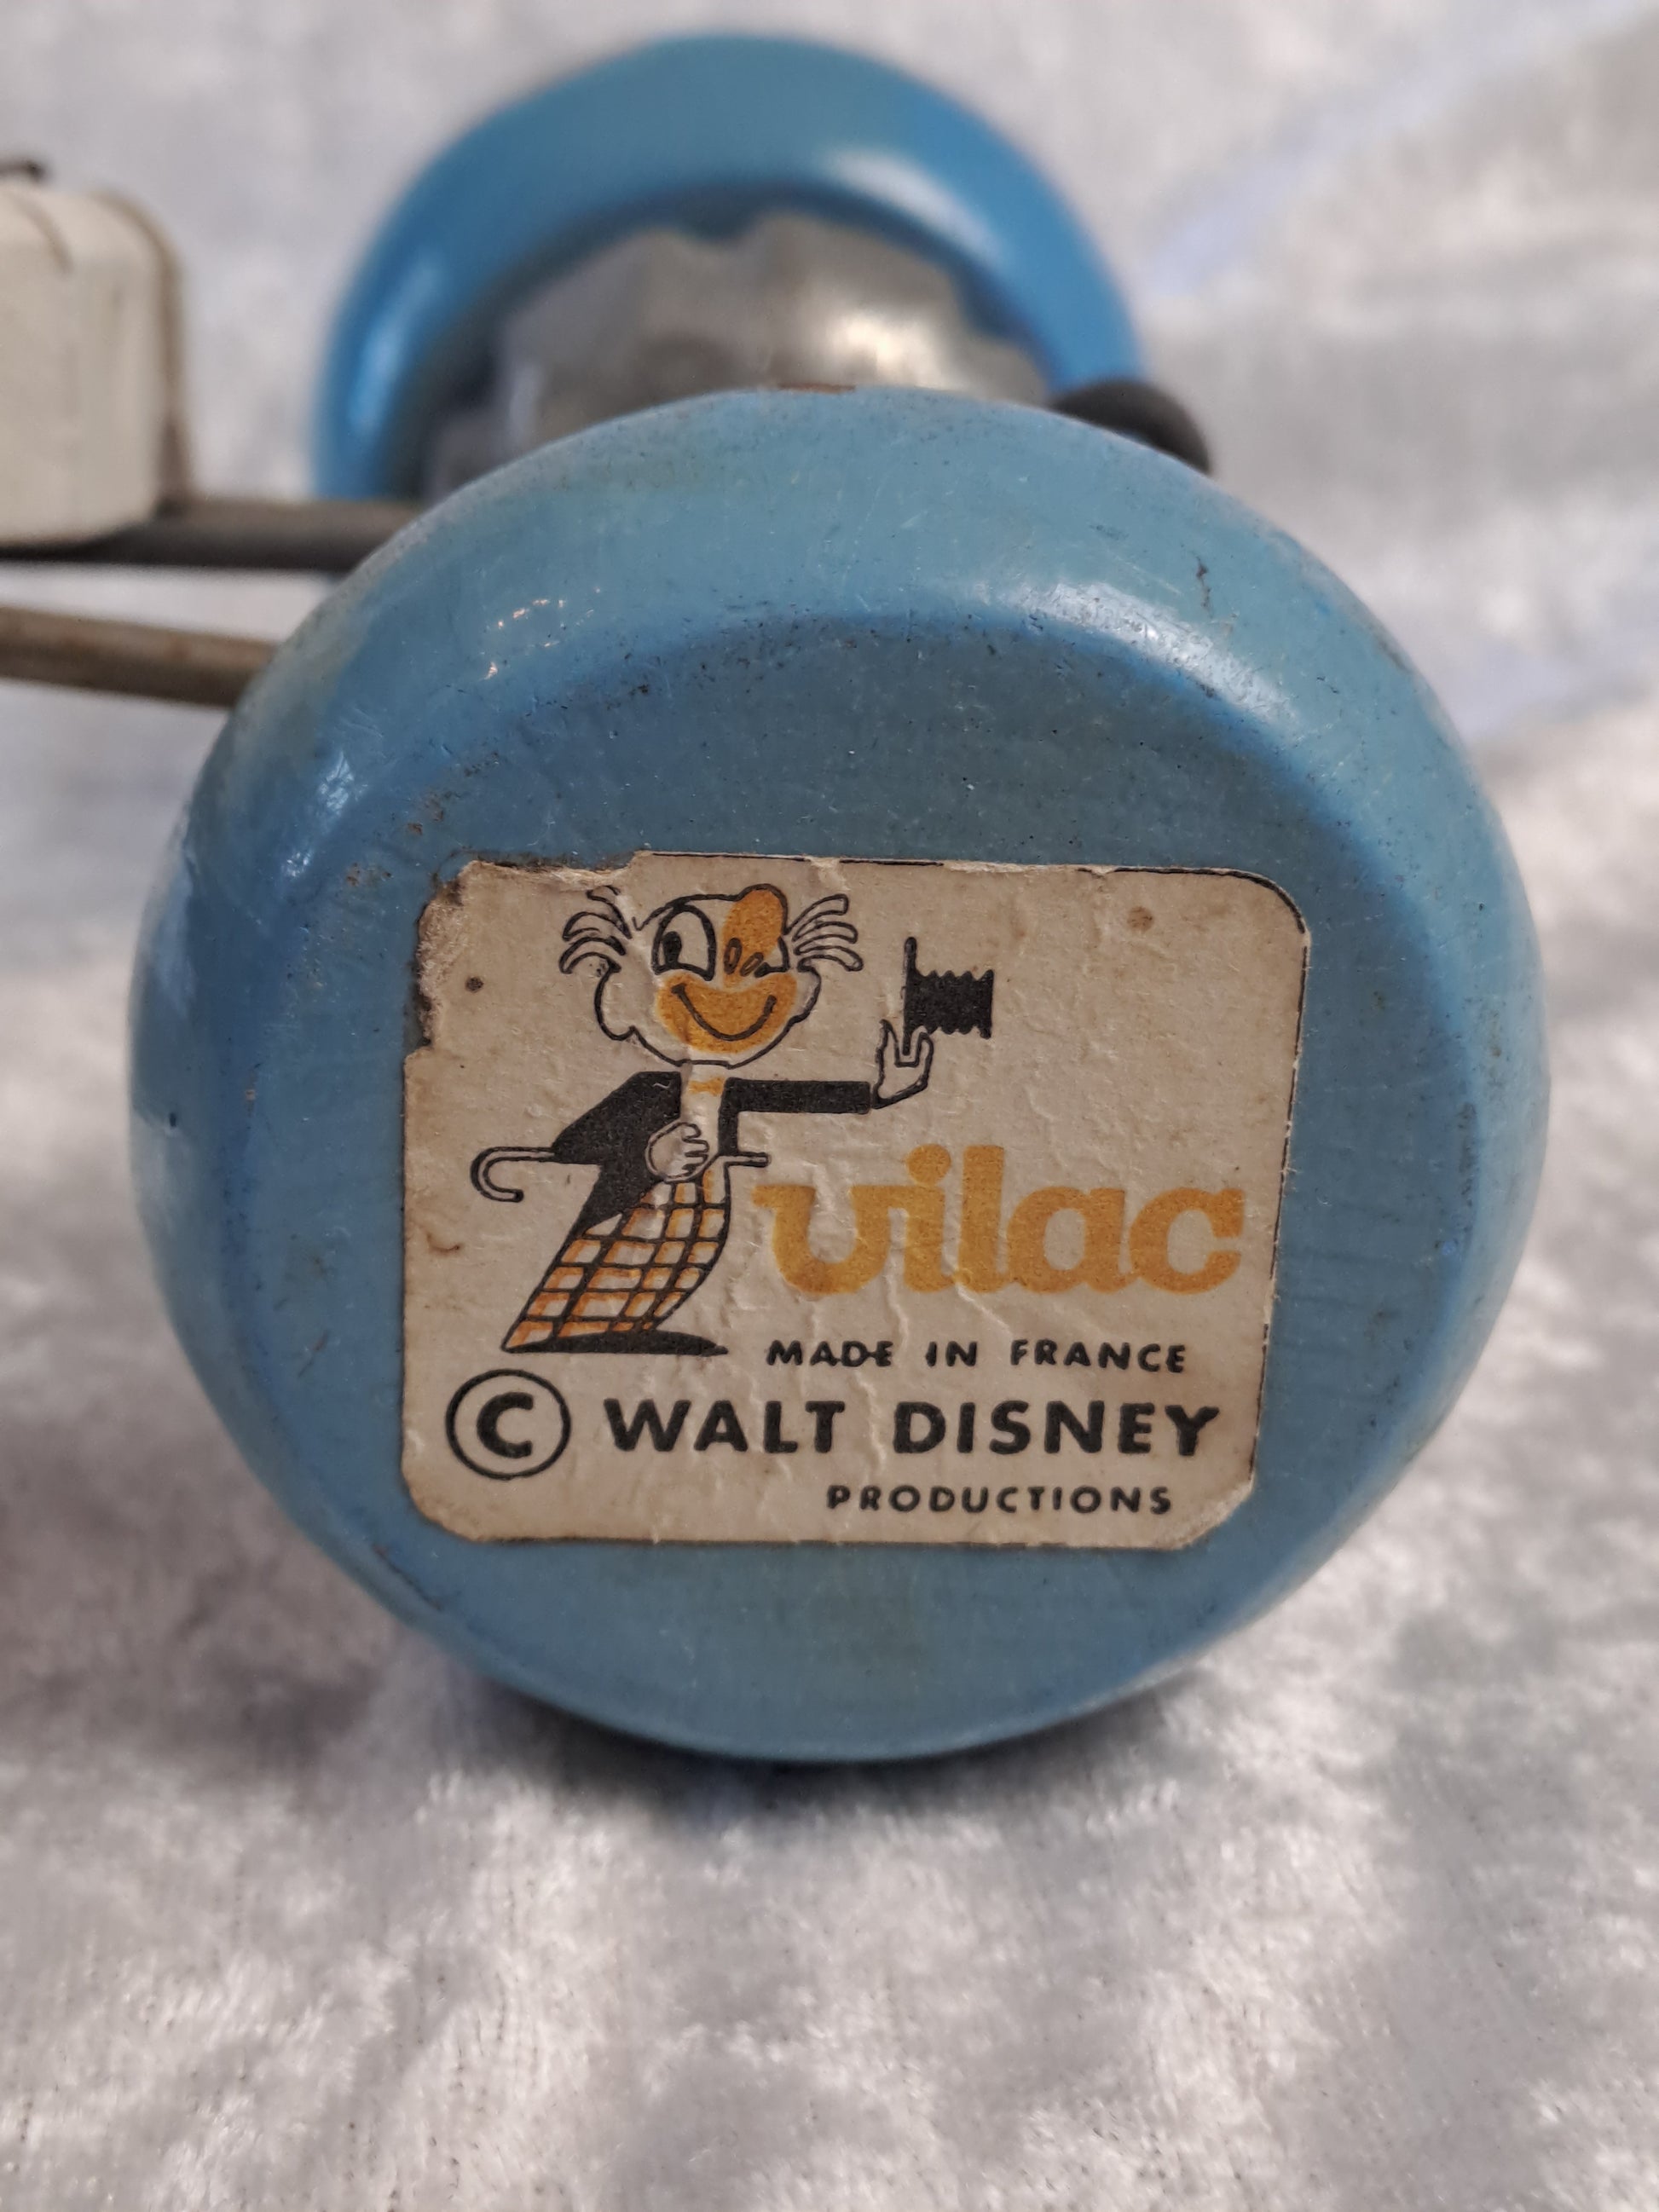 vilac
MADE IN FRANCE
© WALT DISNEY
PRODUCTIONS